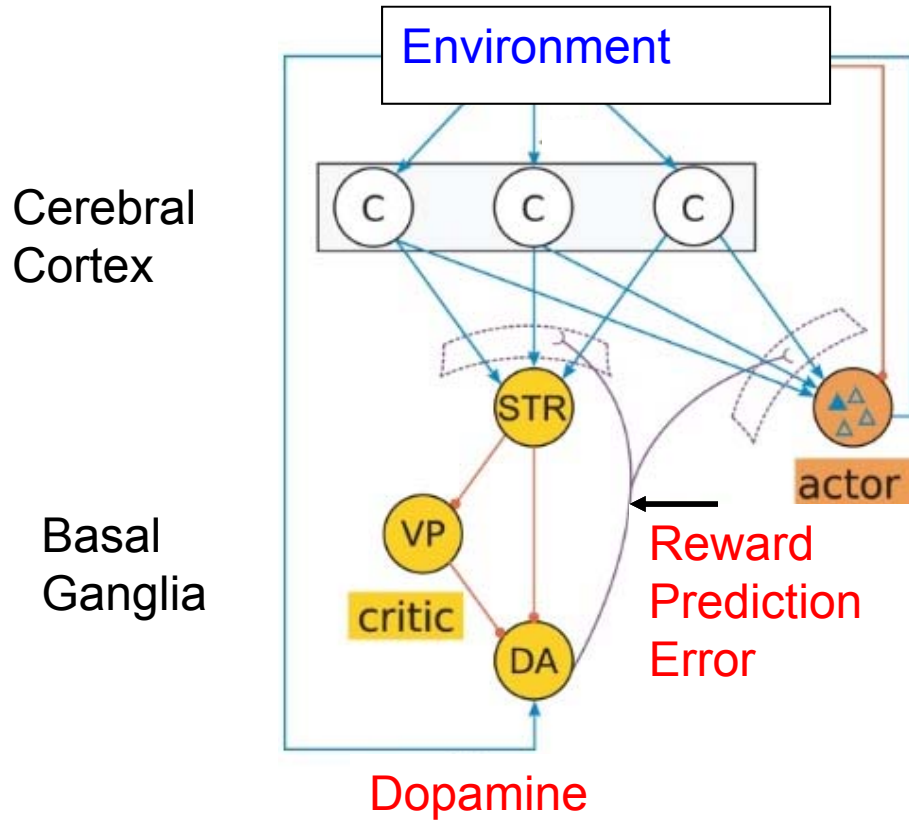 Environment
C C C
Cerebral
Cortex
STR
actor
VP
Basal
Ganglia
Reward
Prediction
Error
critic
DA
Dopamine